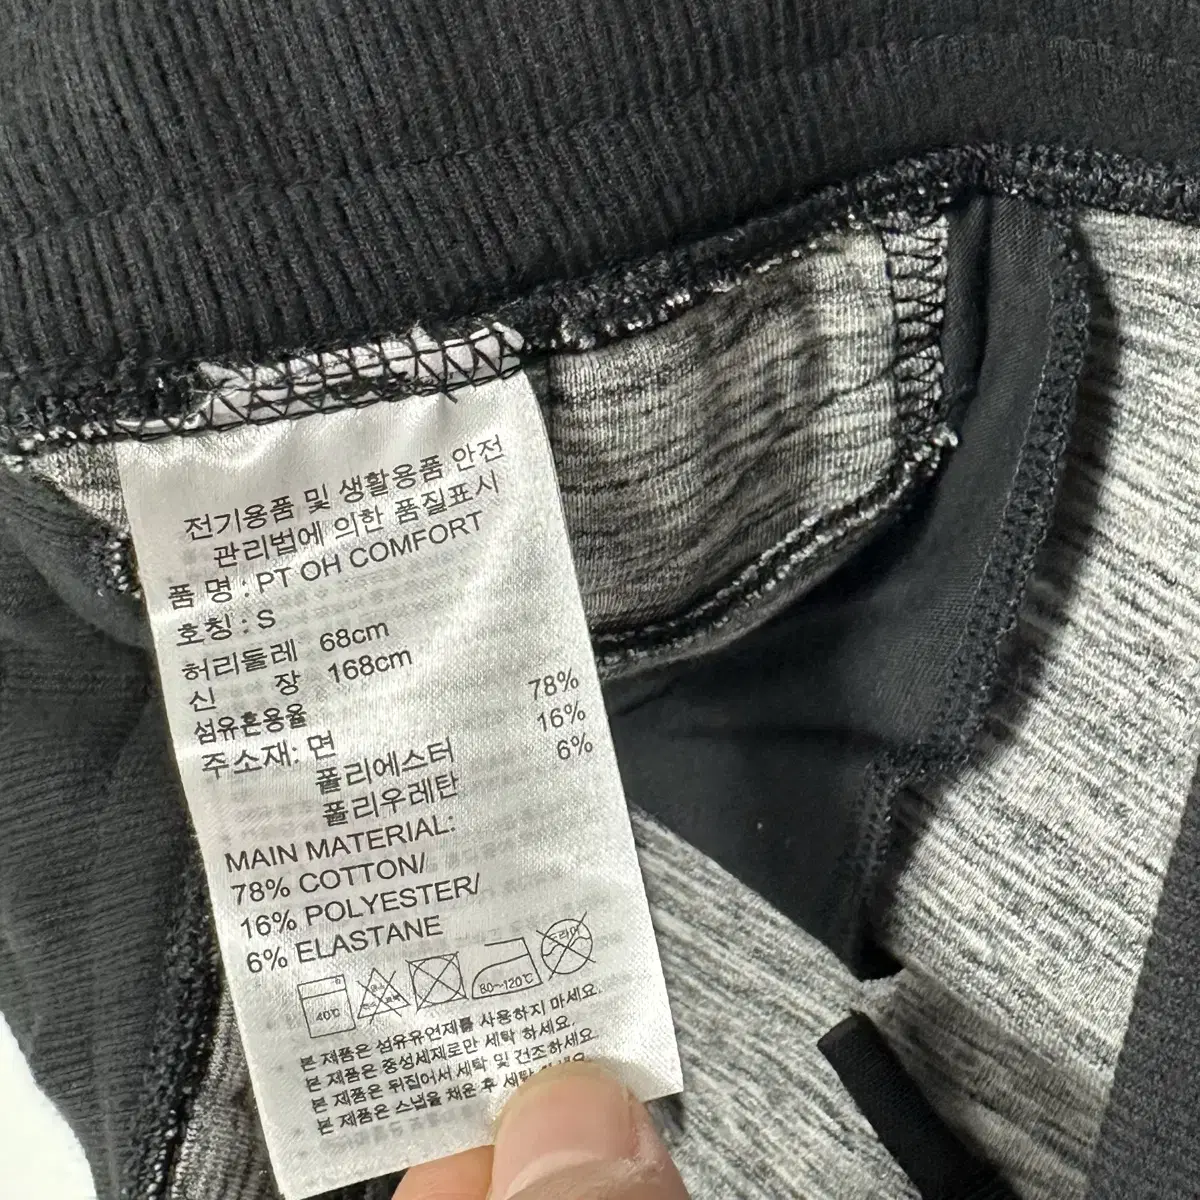 전기용품 및 생활용품 안전
관리법에 의한 품질표시
품 명 : PT OH COMFORT
호칭 : S
허리둘레 68cm
신 장 168cm
섬유혼용율
주소재: 면 78%
폴리에스터 16%
폴리우레탄 6%
MAIN MATERIAL:
78% COTTON/
16% POLYESTER/
6% ELASTANE
40℃
80~120℃
드라이
본 제품은 섬유유연제를 사용하지 마세요.
본 제품은 중성세제로만 세탁 하세요.
본 제품은 뒤집어서 세탁 및 건조하세요.
본 제품은 스냅을 채운 후 세탁